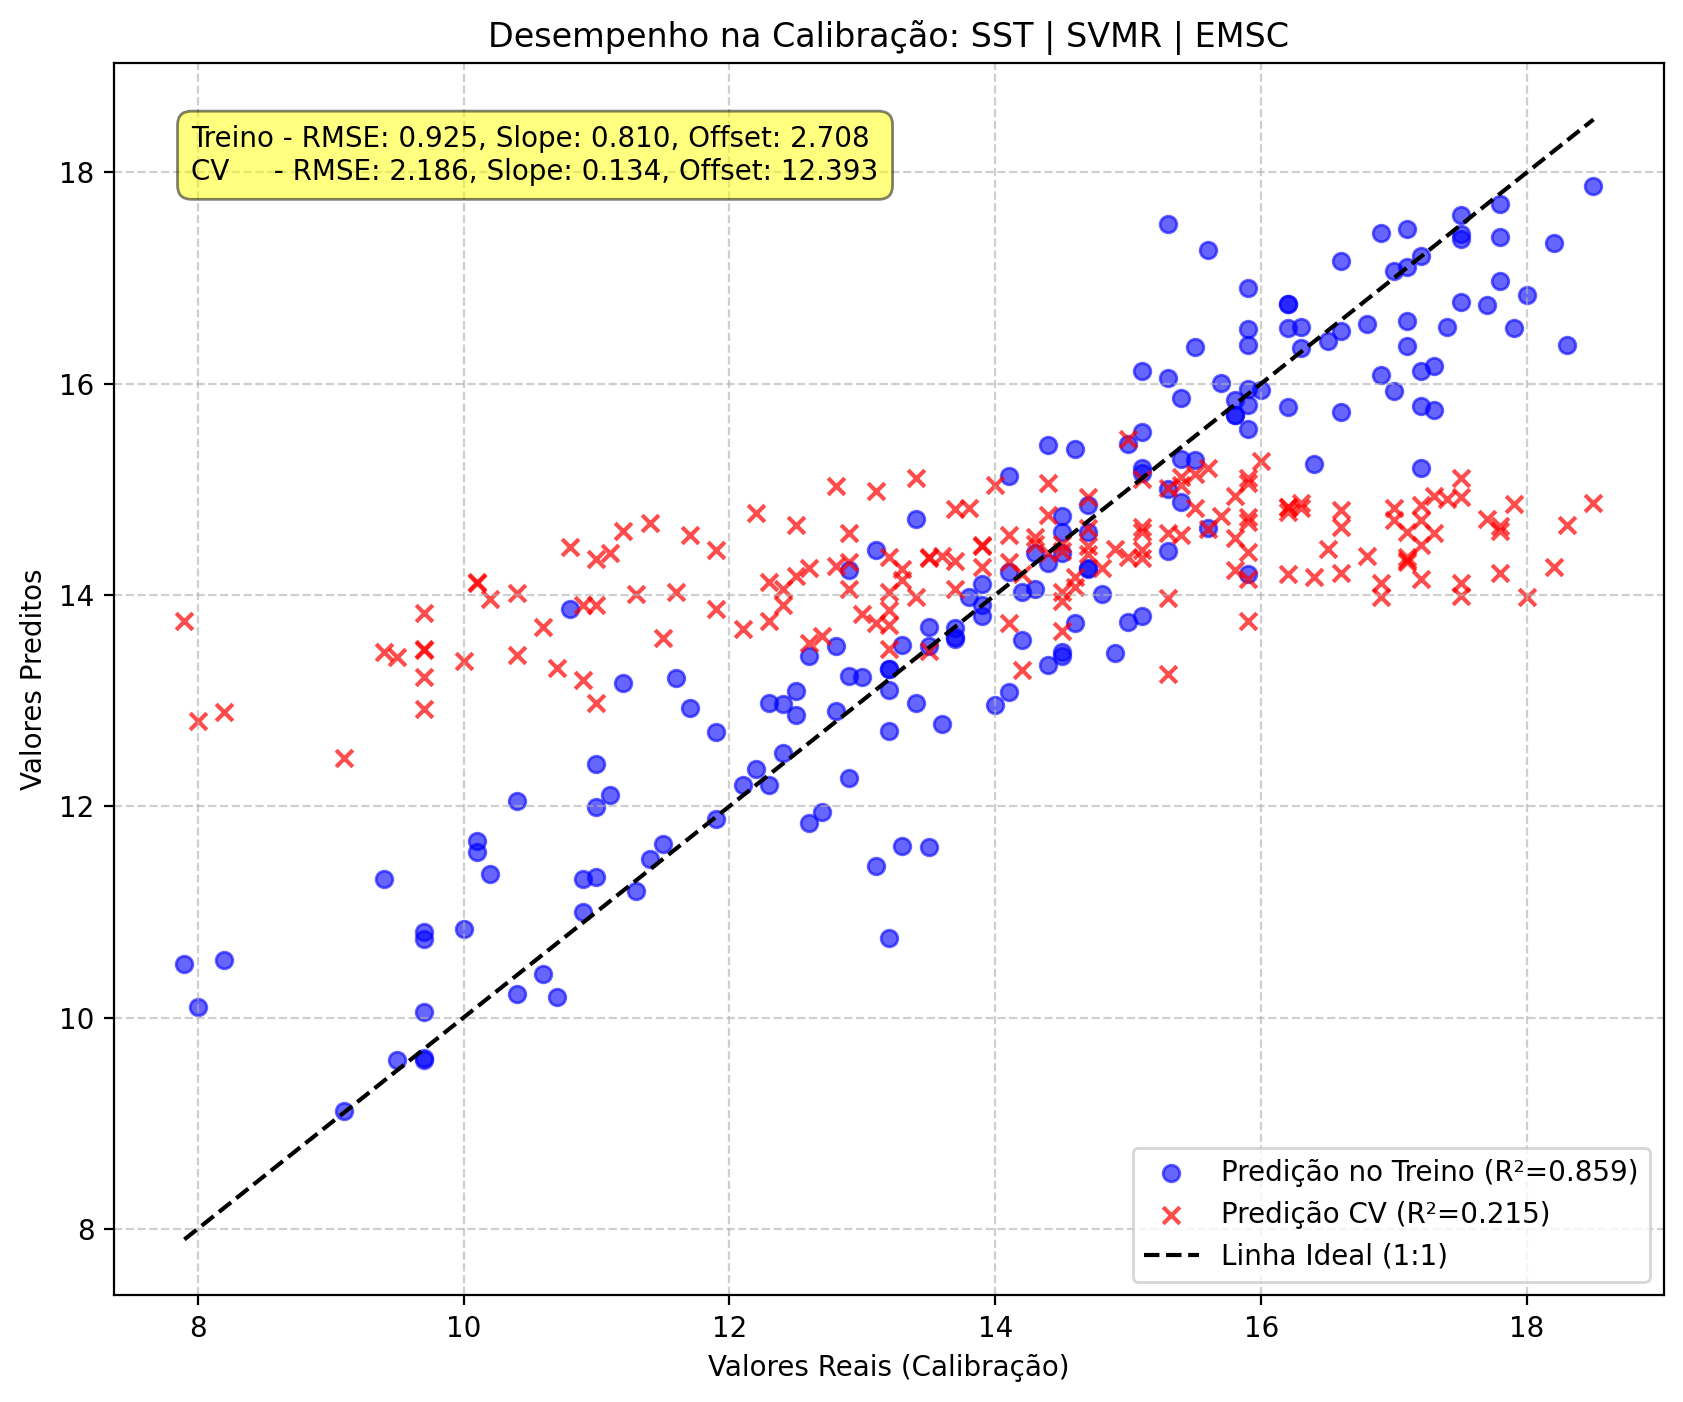 Desempenho na Calibração: SST | SVMR | EMSC
Treino - RMSE: 0.925, Slope: 0.810, Offset: 2.708
CV - RMSE: 2.186, Slope: 0.134, Offset: 12.393
Valores Preditos
18
16
14
12
10
8
Predição no Treino (R²=0.859)
Predição CV (R²=0.215)
Linha Ideal (1:1)
8 10 12 14 16 18
Valores Reais (Calibração)